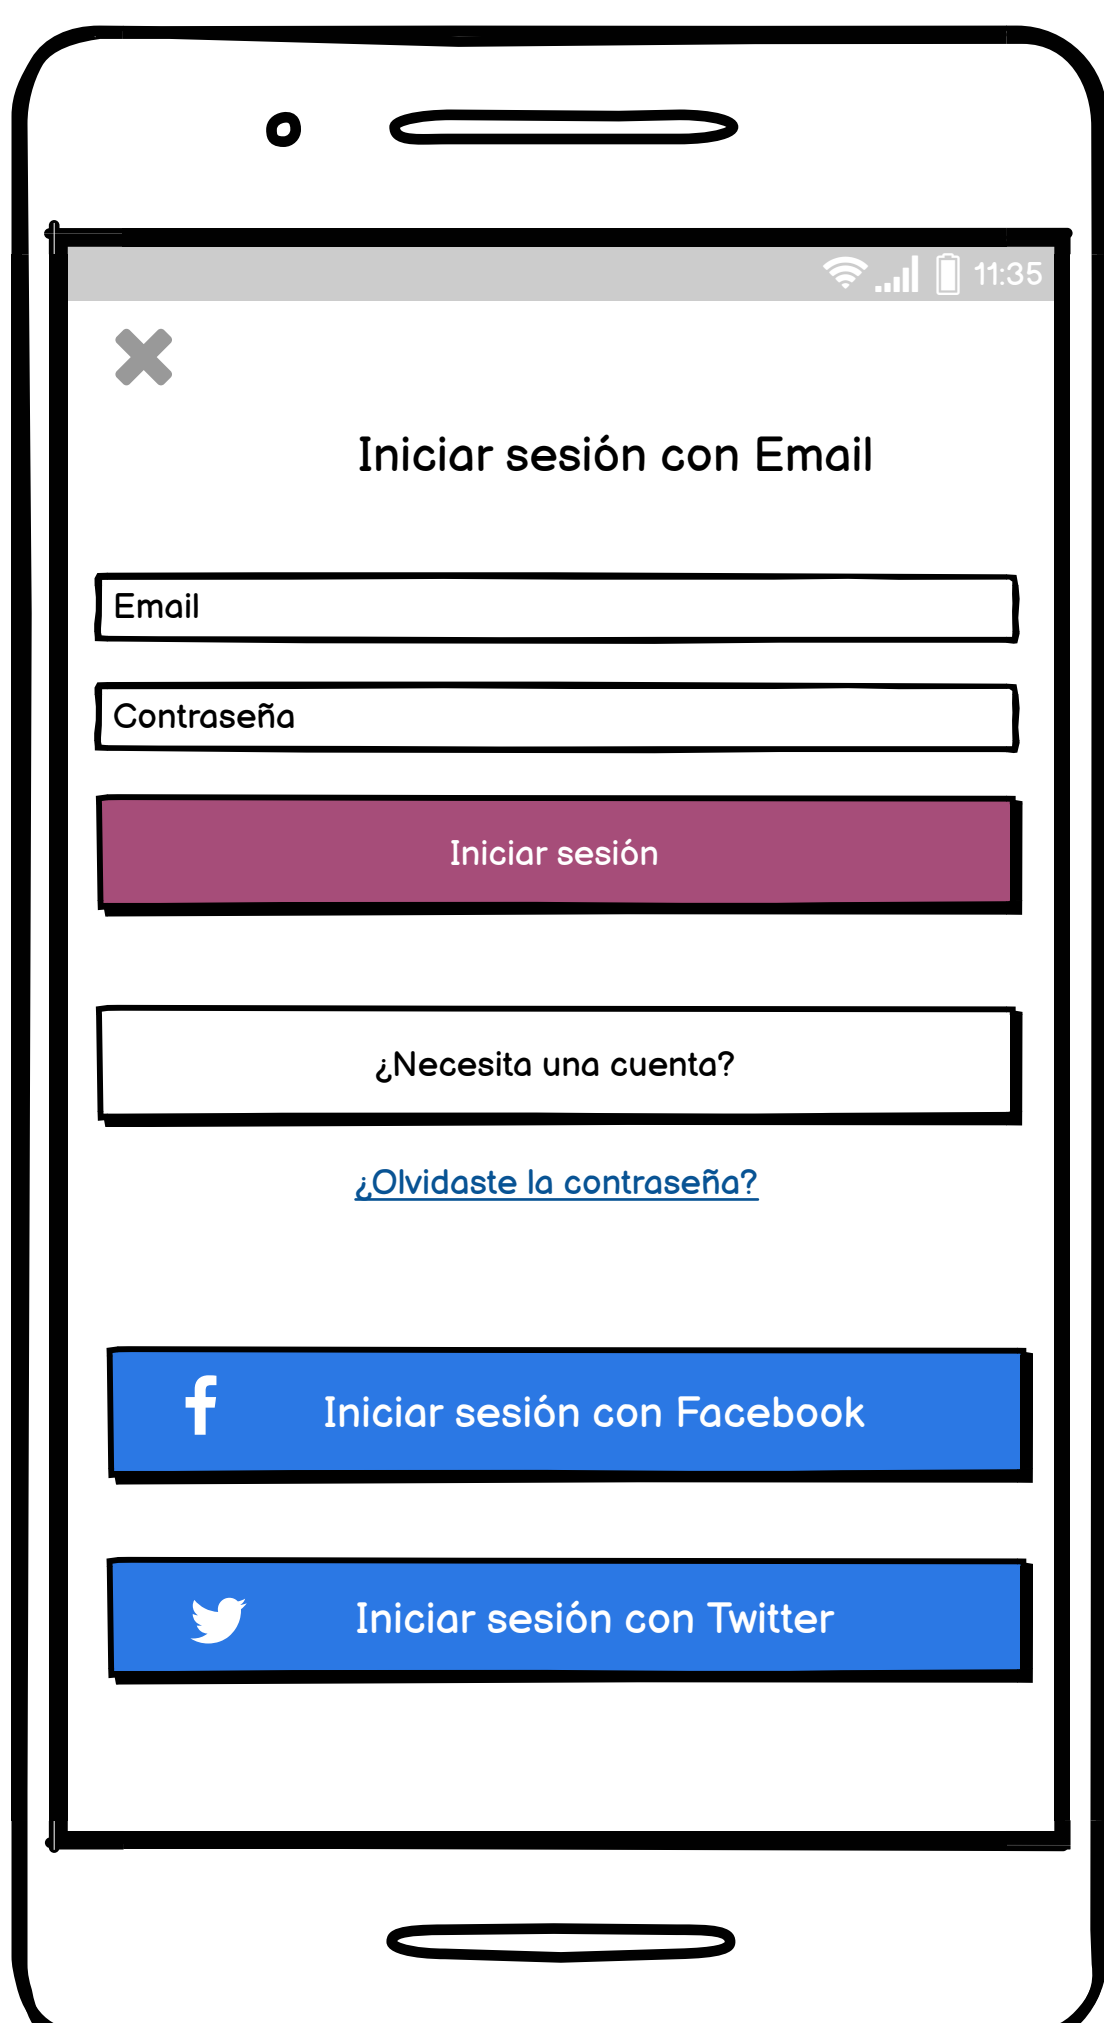 11:35
Iniciar sesión con Email
Email
Contraseña
Iniciar sesión
¿Necesita una cuenta?
¿Olvidaste la contraseña?
Iniciar sesión con Facebook
Iniciar sesión con Twitter